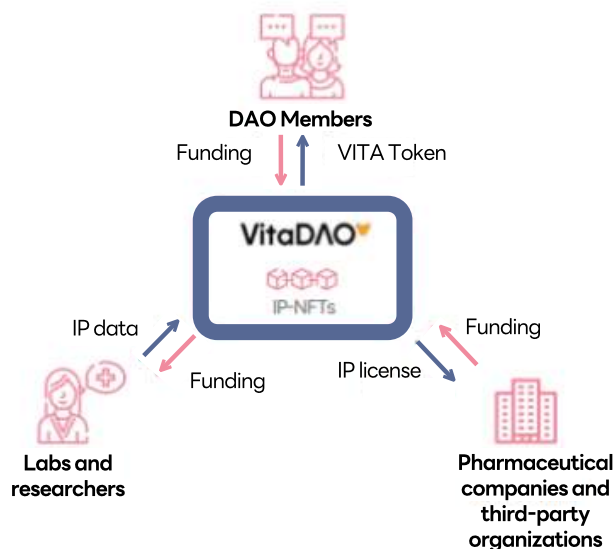 DAO Members
Funding
VITA Token
VitaDAO
IP-NFTs
IP data
Funding
IP license
Funding
Labs and
researchers
Pharmaceutical
companies and
third-party
organizations